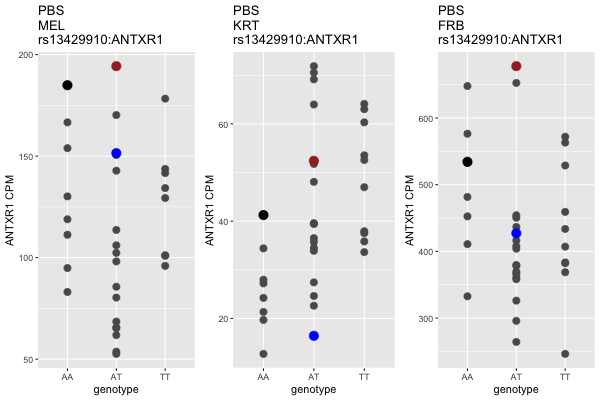 PBS
MEL
rs13429910:ANTXR1
200
150
100
50
ANTXR1 CPM
AA
AT
TT
genotype
PBS
KRT
rs13429910:ANTXR1
60
40
20
ANTXR1 CPM
AA
AT
TT
genotype
PBS
FRB
rs13429910:ANTXR1
600
500
400
300
ANTXR1 CPM
AA
AT
TT
genotype